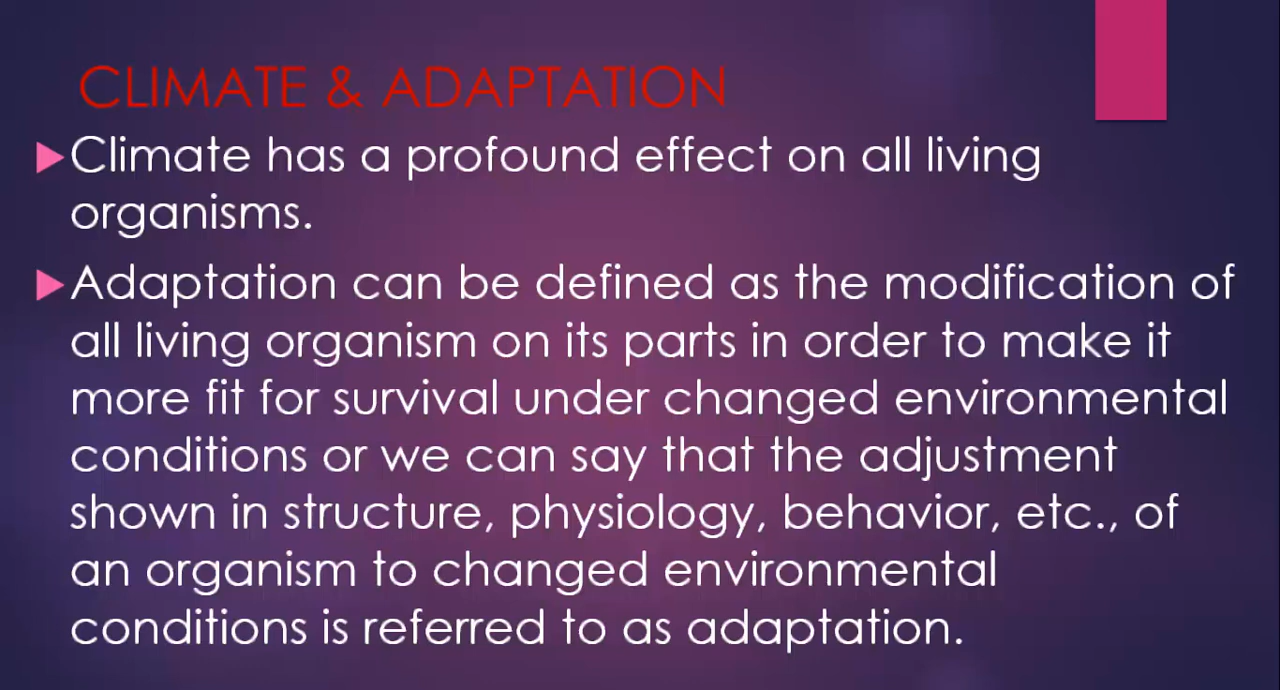 CLIMATE & ADAPTATION
Climate has a profound effect on all living
organisms.
Adaptation can be defined as the modification of
all living organism on its parts in order to make it
more fit for survival under changed environmental
conditions or we can say that the adjustment
shown in structure, physiology, behavior, etc., of
an organism to changed environmental
conditions is referred to as adaptation.